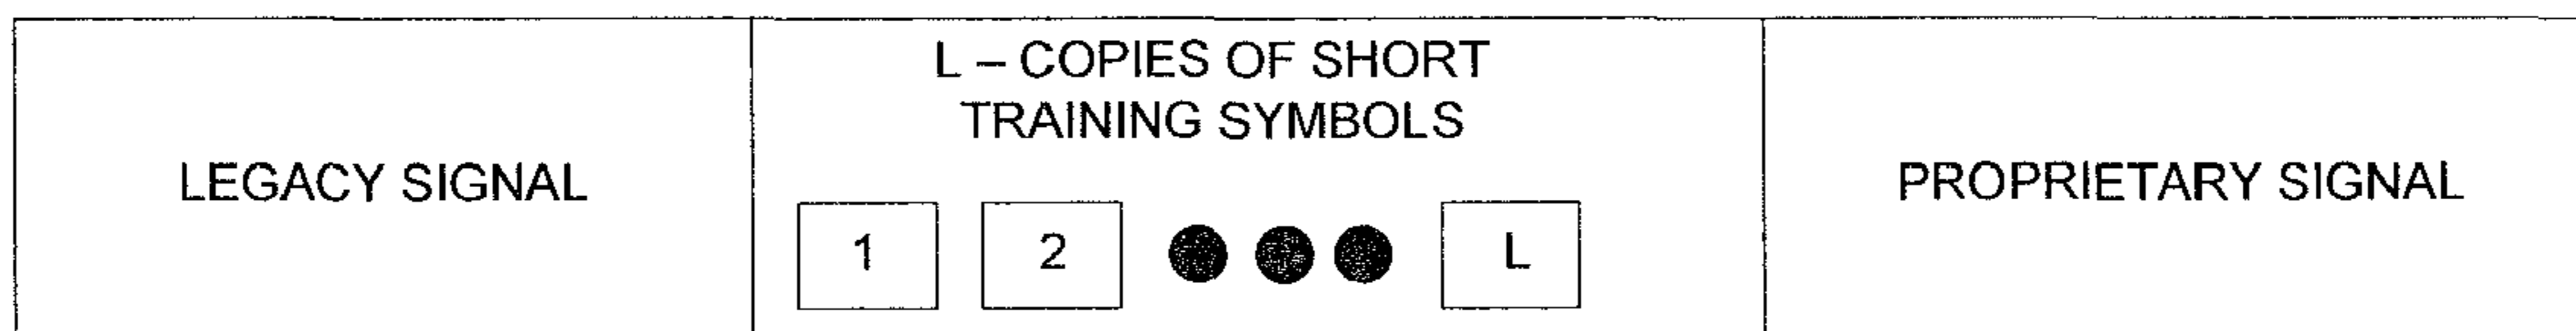 LEGACY SIGNAL
L – COPIES OF SHORT
TRAINING SYMBOLS
1 2 L
PROPRIETARY SIGNAL